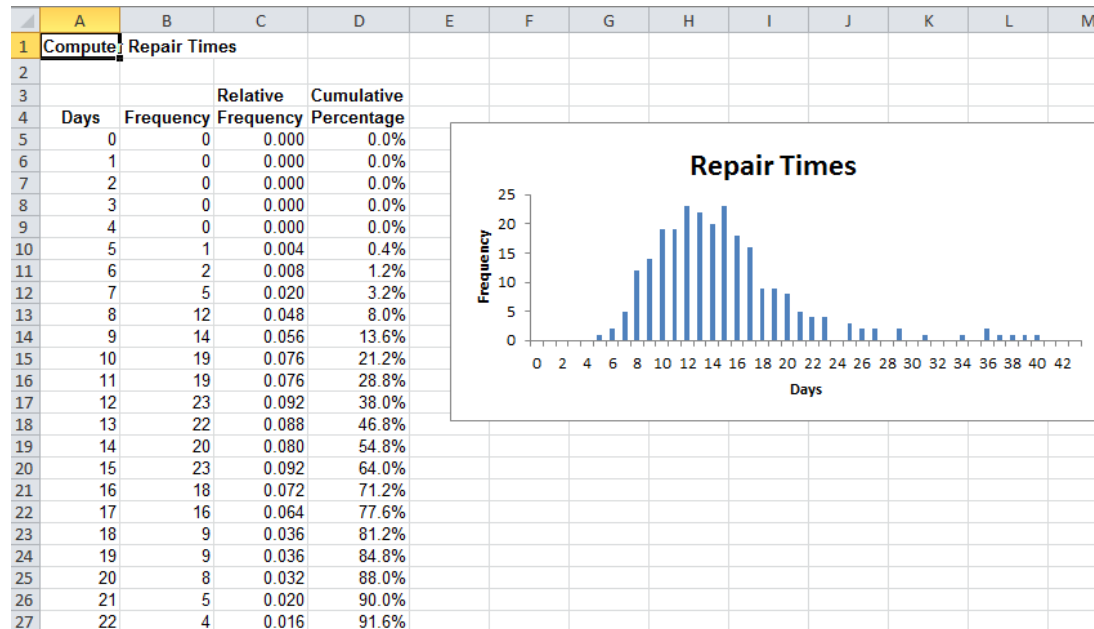 A B C D E F G H I J K L M
1 Computer Repair Times
2
3 Relative Cumulative
4 Days Frequency Frequency Percentage
5 0 0 0.000 0.0%
6 1 0 0.000 0.0%
7 2 0 0.000 0.0%
8 3 0 0.000 0.0%
9 4 0 0.000 0.0%
10 5 1 0.004 0.4%
11 6 2 0.008 1.2%
12 7 5 0.020 3.2%
13 8 12 0.048 8.0%
14 9 14 0.056 13.6%
15 10 19 0.076 21.2%
16 11 19 0.076 28.8%
17 12 23 0.092 38.0%
18 13 22 0.088 46.8%
19 14 20 0.080 54.8%
20 15 23 0.092 64.0%
21 16 18 0.072 71.2%
22 17 16 0.064 77.6%
23 18 9 0.036 81.2%
24 19 9 0.036 84.8%
25 20 8 0.032 88.0%
26 21 5 0.020 90.0%
27 22 4 0.016 91.6%
Repair Times
Frequency
25
20
15
10
5
0
0 2 4 6 8 10 12 14 16 18 20 22 24 26 28 30 32 34 36 38 40 42
Days